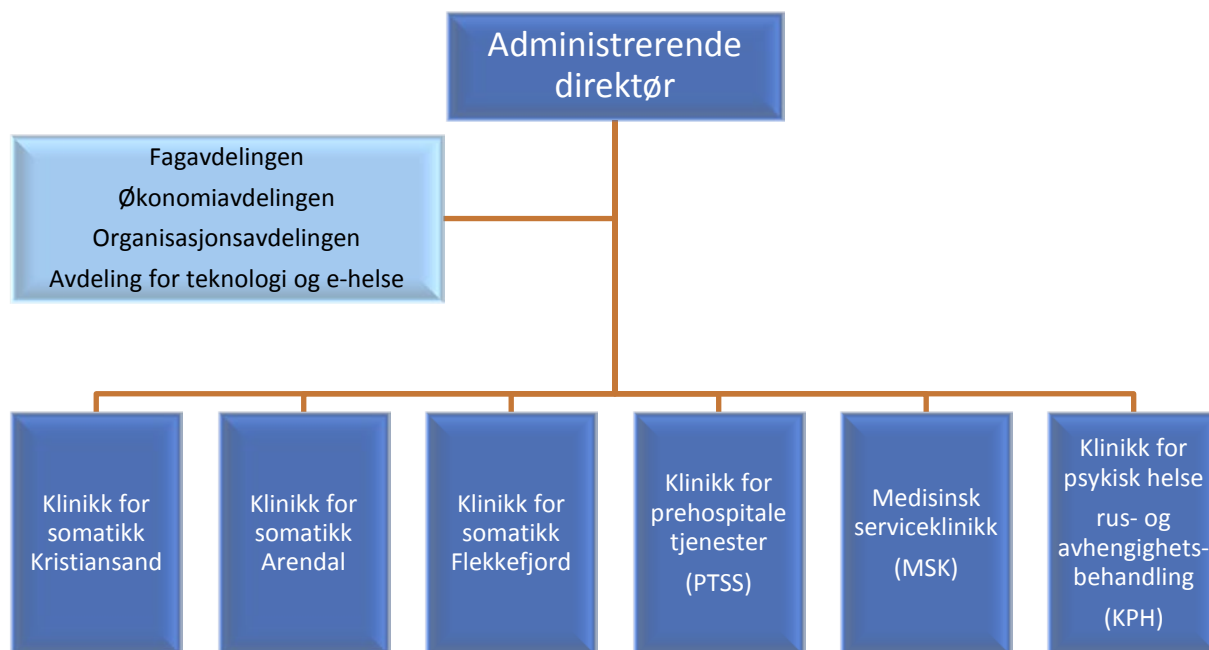 Administrerende
direktør
Fagavdelingen
Økonomiavdelingen
Organisasjonsavdelingen
Avdeling for teknologi og e-helse
Klinikk for
somatikk
Kristiansand
Klinikk for
somatikk
Arendal
Klinikk for
somatikk
Flekkefjord
Klinikk for
prehospitale
tjenester
(PTSS)
Medisinsk
serviceklinikk
(MSK)
Klinikk for
psykisk helse
rus- og
avhengighets-
behandling
(KPH)